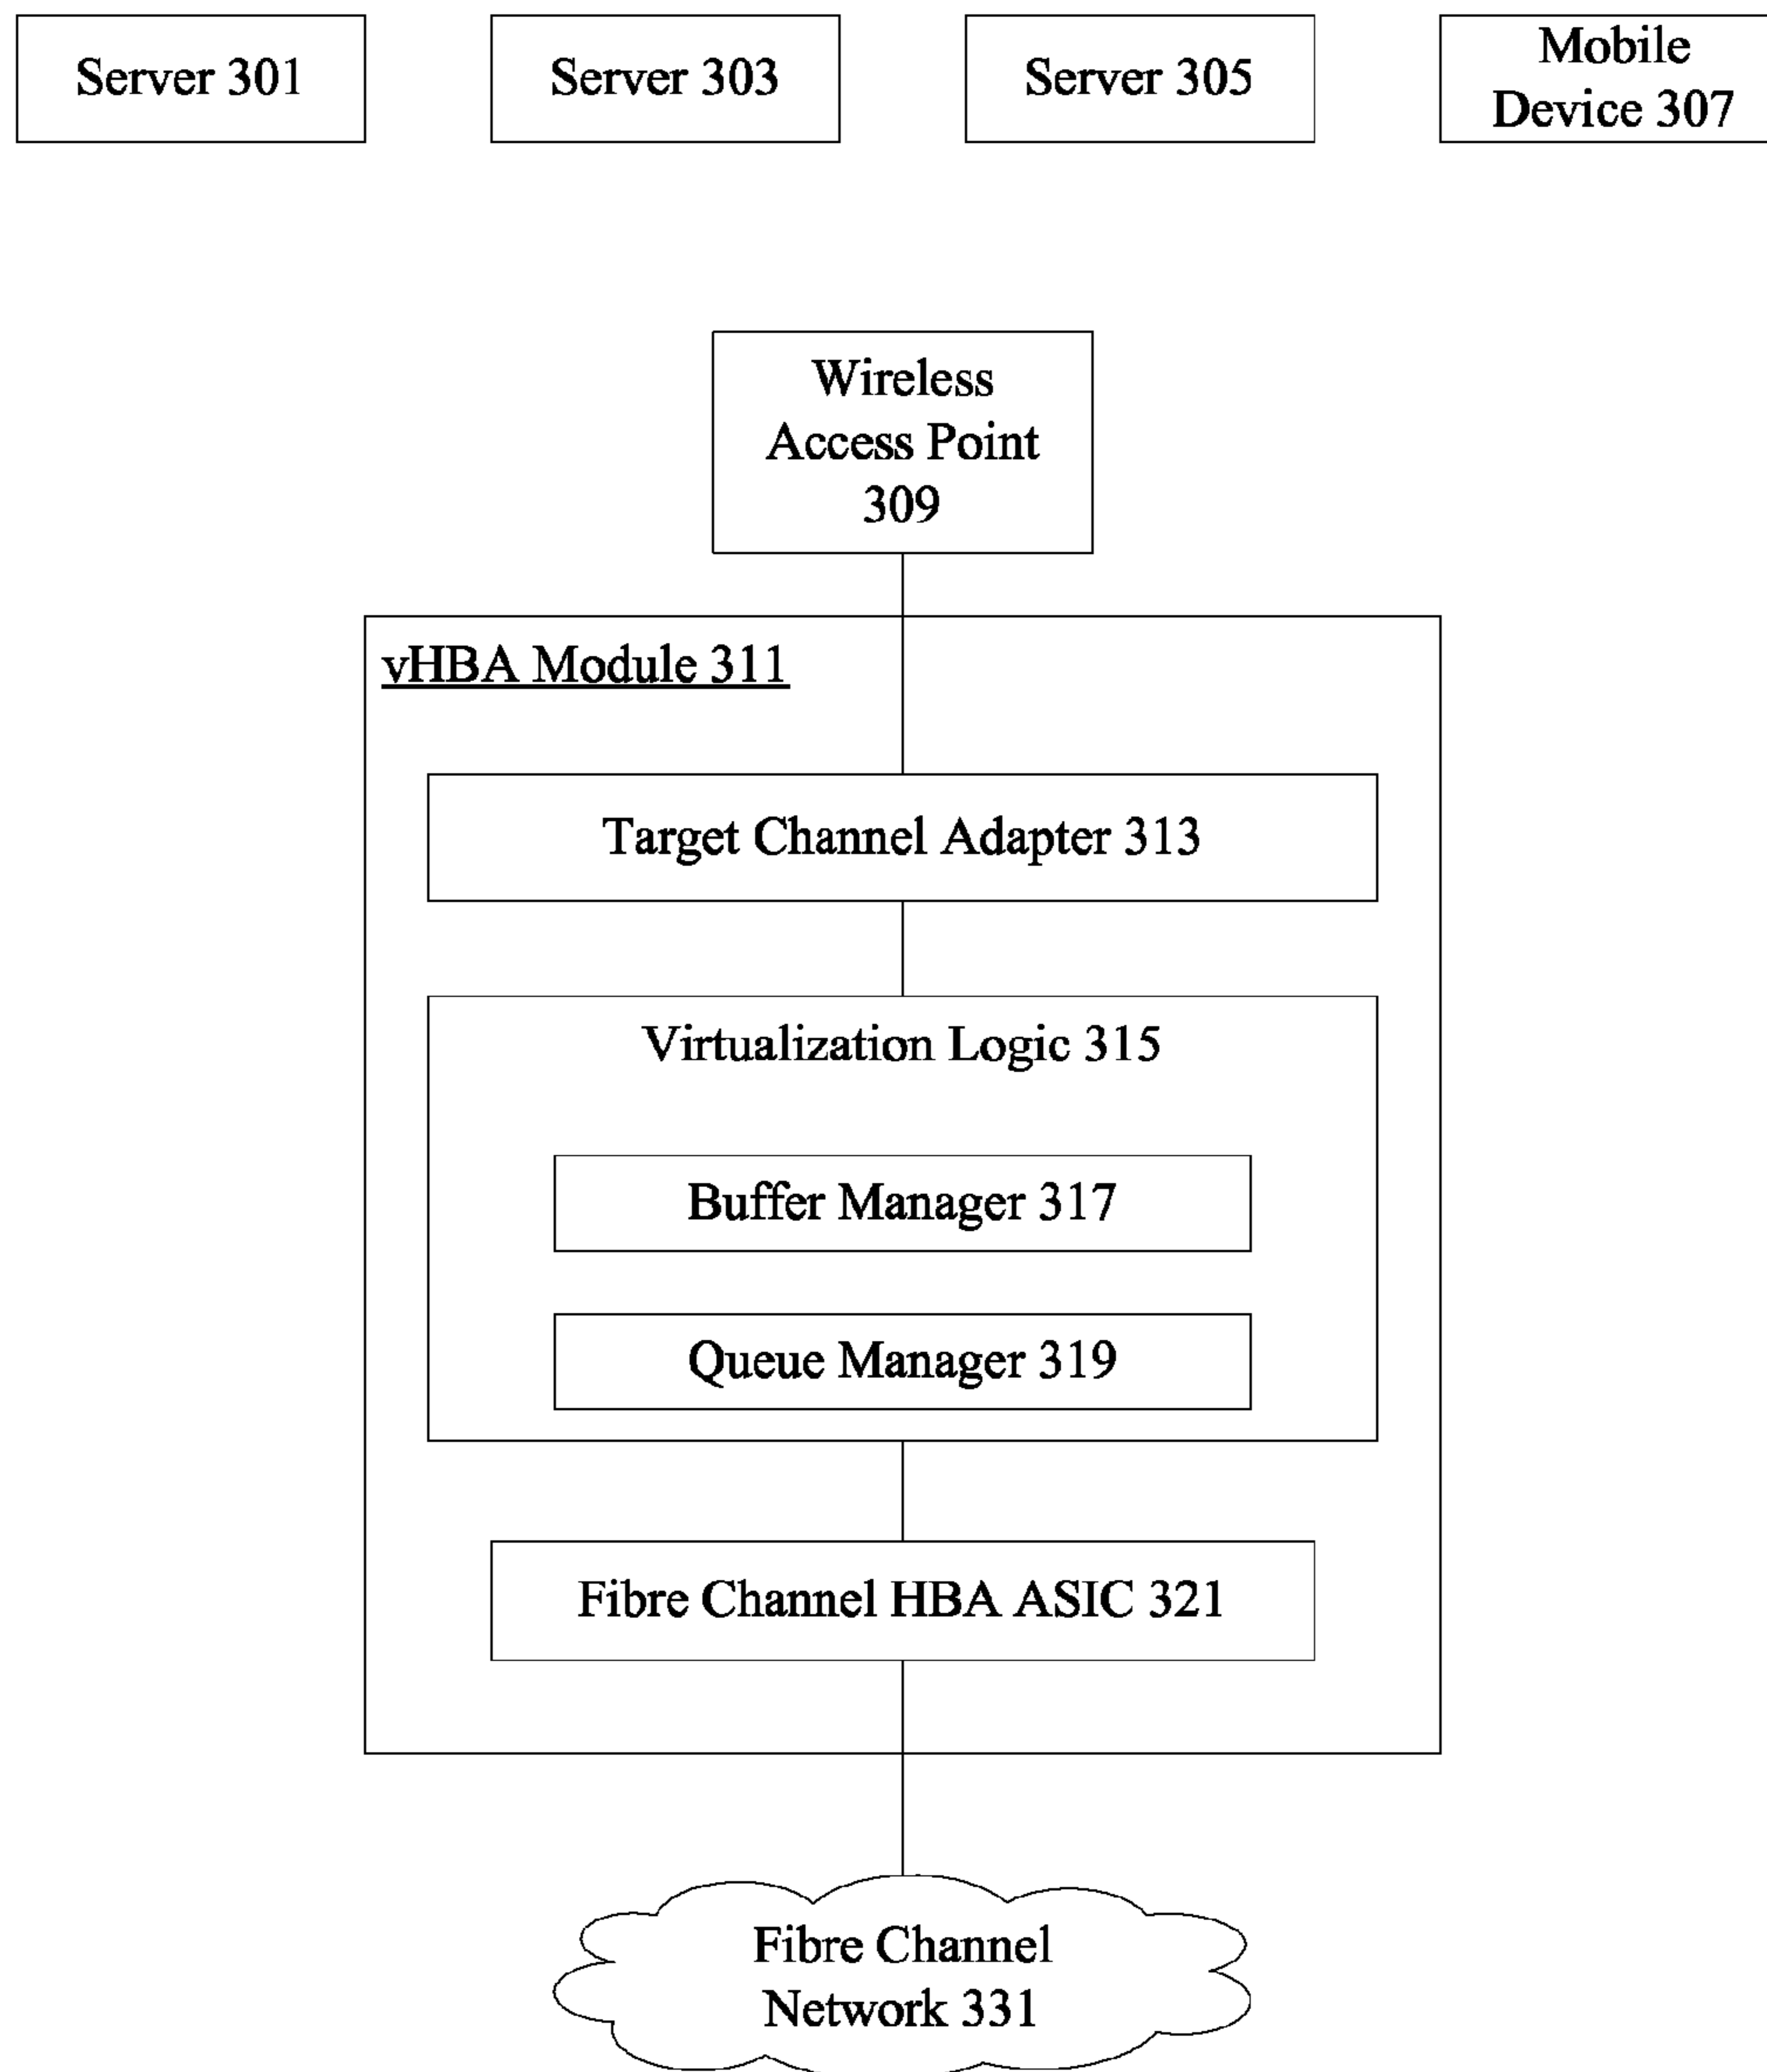 Server 301
Server 303
Server 305
Mobile
Device 307
Wireless
Access Point
309
vHBA Module 311
Target Channel Adapter 313
Virtualization Logic 315
Buffer Manager 317
Queue Manager 319
Fibre Channel HBA ASIC 321
Fibre Channel
Network 331